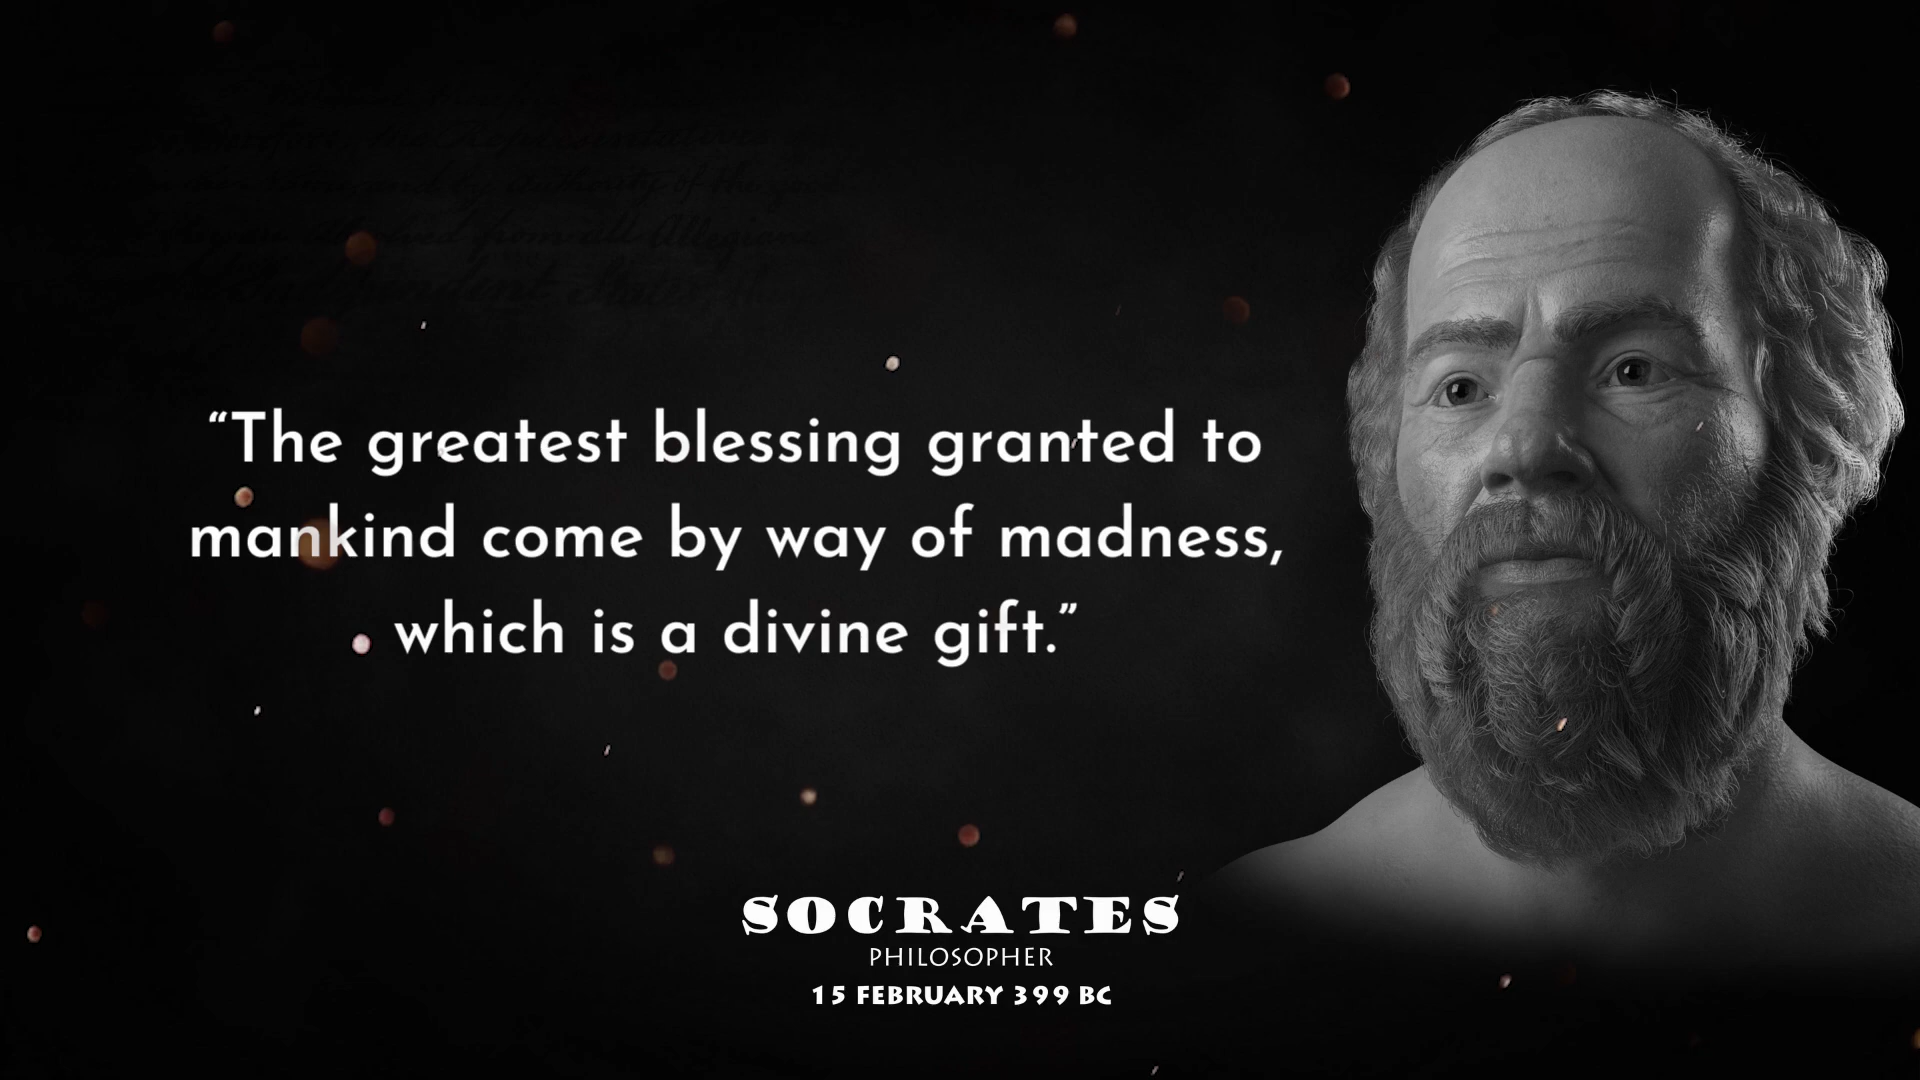 “The greatest blessing granted to
mankind come by way of madness,
which is a divine gift.”
SOCRATES
PHILOSOPHER
15 FEBRUARY 399 BC